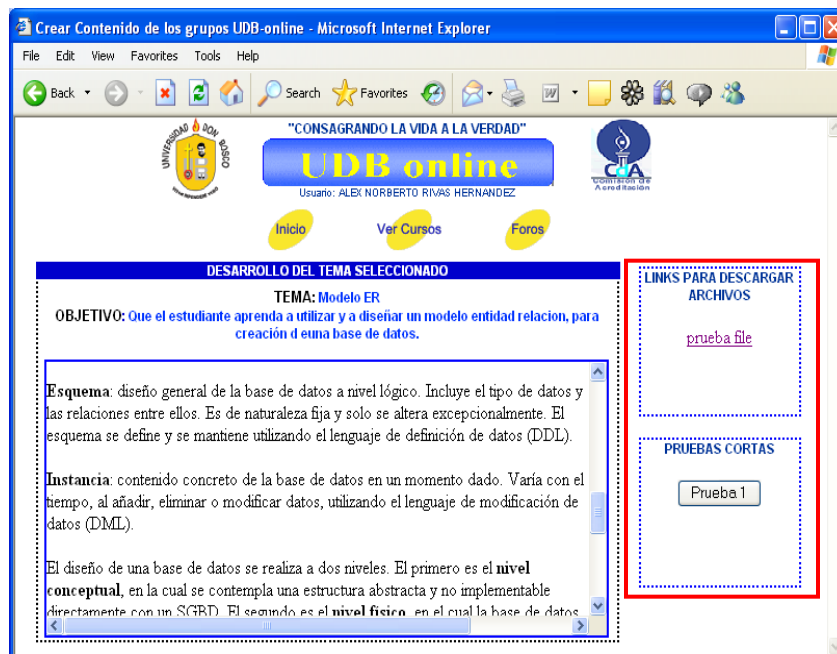 Crear Contenido de los grupos UDB-online - Microsoft Internet Explorer
File Edit View Favorites Tools Help
Back Search Favorites
UNIVERSIDAD DON BOSCO
"CONSAGRANDO LA VIDA A LA VERDAD"
UDB online
Usuario: ALEX NORBERTO RIVAS HERNANDEZ
CdA
Comisión de
Acreditación
Inicio Ver Cursos Foros
DESARROLLO DEL TEMA SELECCIONADO
TEMA: Modelo ER
OBJETIVO: Que el estudiante aprenda a utilizar y a diseñar un modelo entidad relacion, para
creación d euna base de datos.
Esquema: diseño general de la base de datos a nivel lógico. Incluye el tipo de datos y
las relaciones entre ellos. Es de naturaleza fija y solo se altera excepcionalmente. El
esquema se define y se mantiene utilizando el lenguaje de definición de datos (DDL).
Instancia: contenido concreto de la base de datos en un momento dado. Varía con el
tiempo, al añadir, eliminar o modificar datos, utilizando el lenguaje de modificación de
datos (DML).
El diseño de una base de datos se realiza a dos niveles. El primero es el nivel
conceptual, en la cual se contempla una estructura abstracta y no implementable
directamente con un SGBD. El segundo es el nivel fisico, en el cual la base de datos
LINKS PARA DESCARGAR
ARCHIVOS
prueba file
PRUEBAS CORTAS
Prueba 1